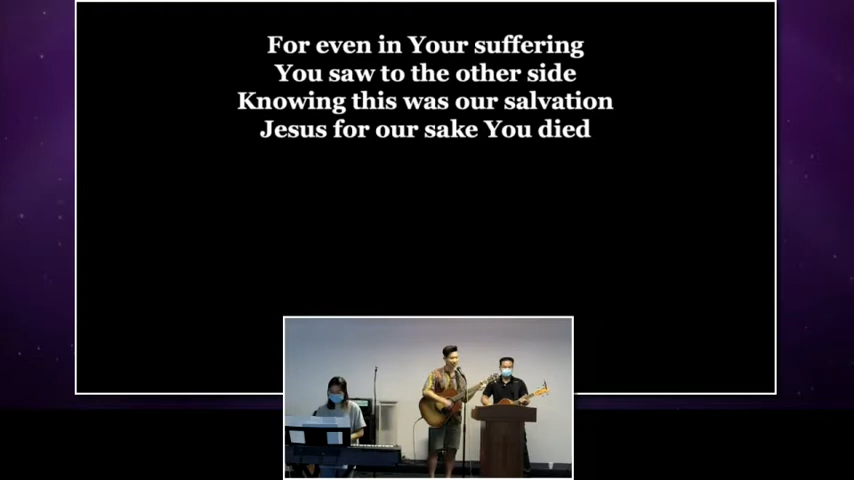 For even in Your suffering
You saw to the other side
Knowing this was our salvation
Jesus for our sake You died